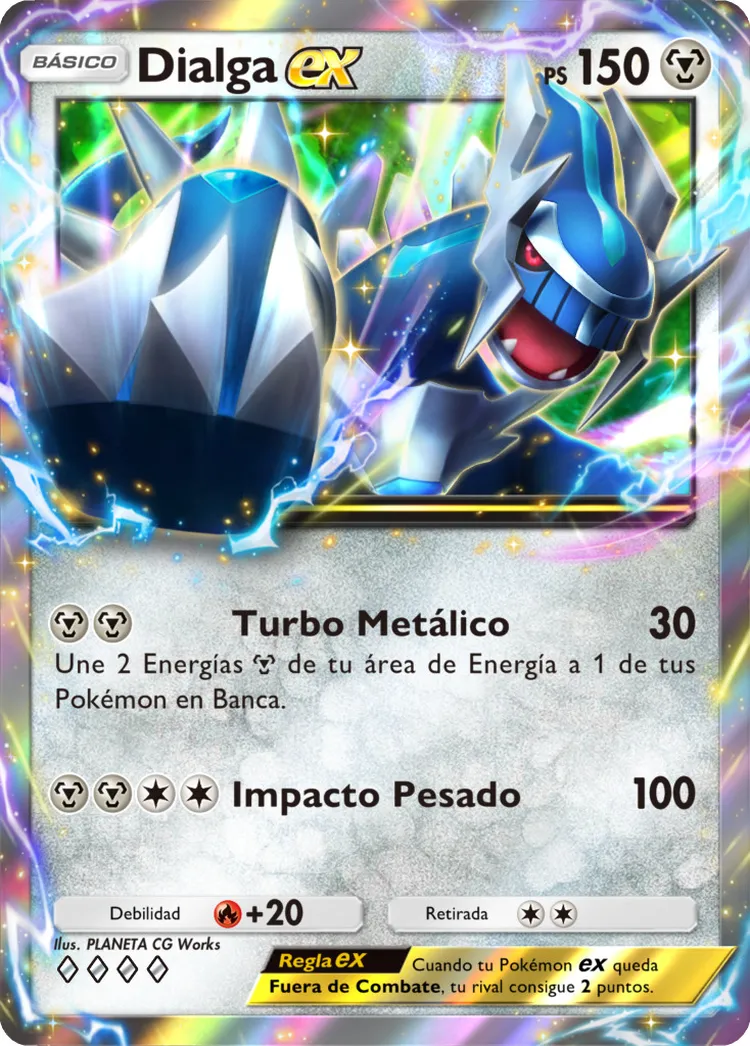 BÁSICO Dialga ex PS 150
Turbo Metálico 30
Une 2 Energías de tu área de Energía a 1 de tus
Pokémon en Banca.
Impacto Pesado 100
Debilidad +20 Retirada
Ilus. PLANETA CG Works
Regla ex Cuando tu Pokémon ex queda
Fuera de Combate, tu rival consigue 2 puntos.